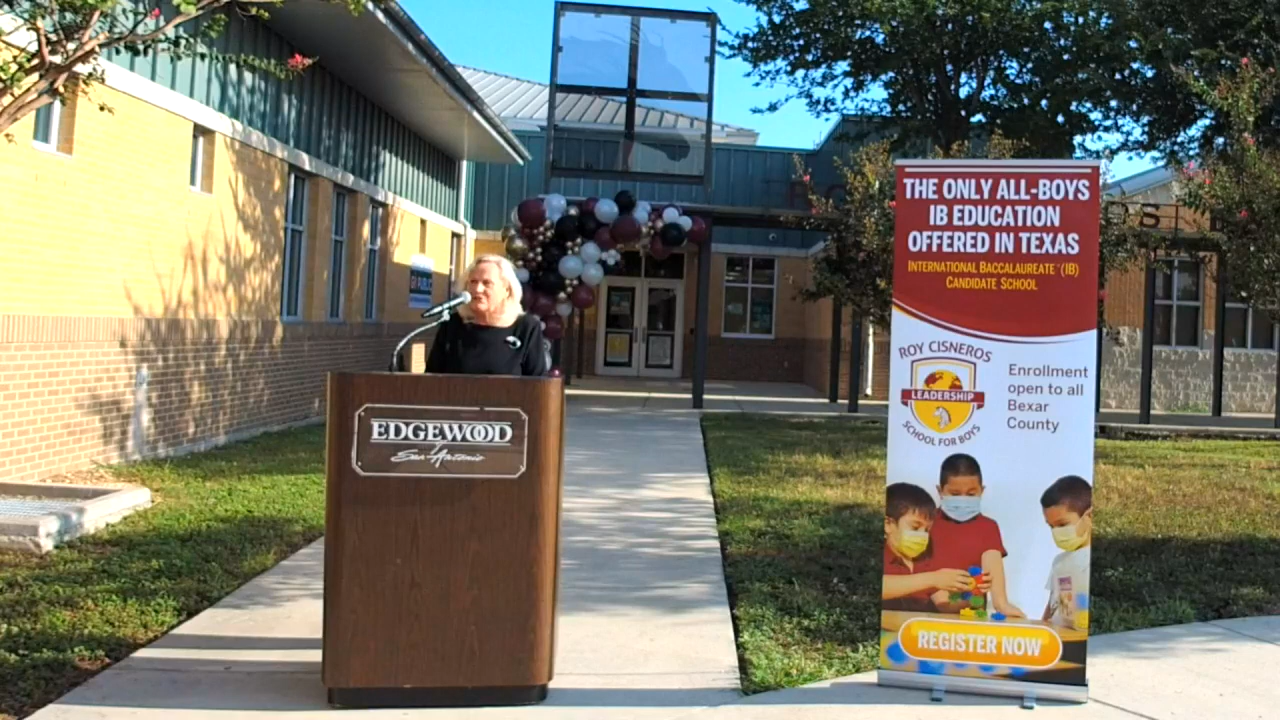 THE ONLY ALL-BOYS
IB EDUCATION
OFFERED IN TEXAS
INTERNATIONAL BACCALAUREATE (IB)
CANDIDATE SCHOOL
ROY CISNEROS
LEADERSHIP
SCHOOL FOR BOYS
Enrollment
open to all
Bexar
County
REGISTER NOW
EDGEWOOD
San Antonio